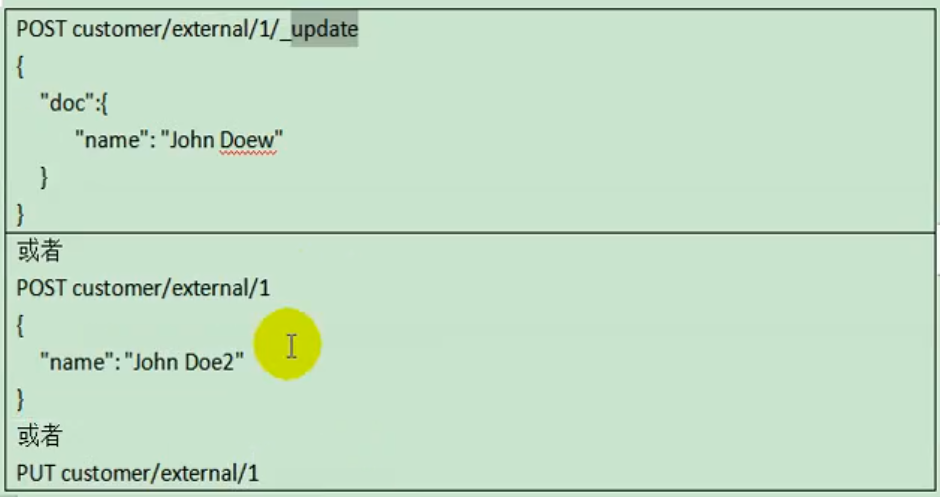 POST customer/external/1/_update
{
"doc":{
"name": "John Doew"
}
}
或者
POST customer/external/1
{
"name": "John Doe2"
}
或者
PUT customer/external/1